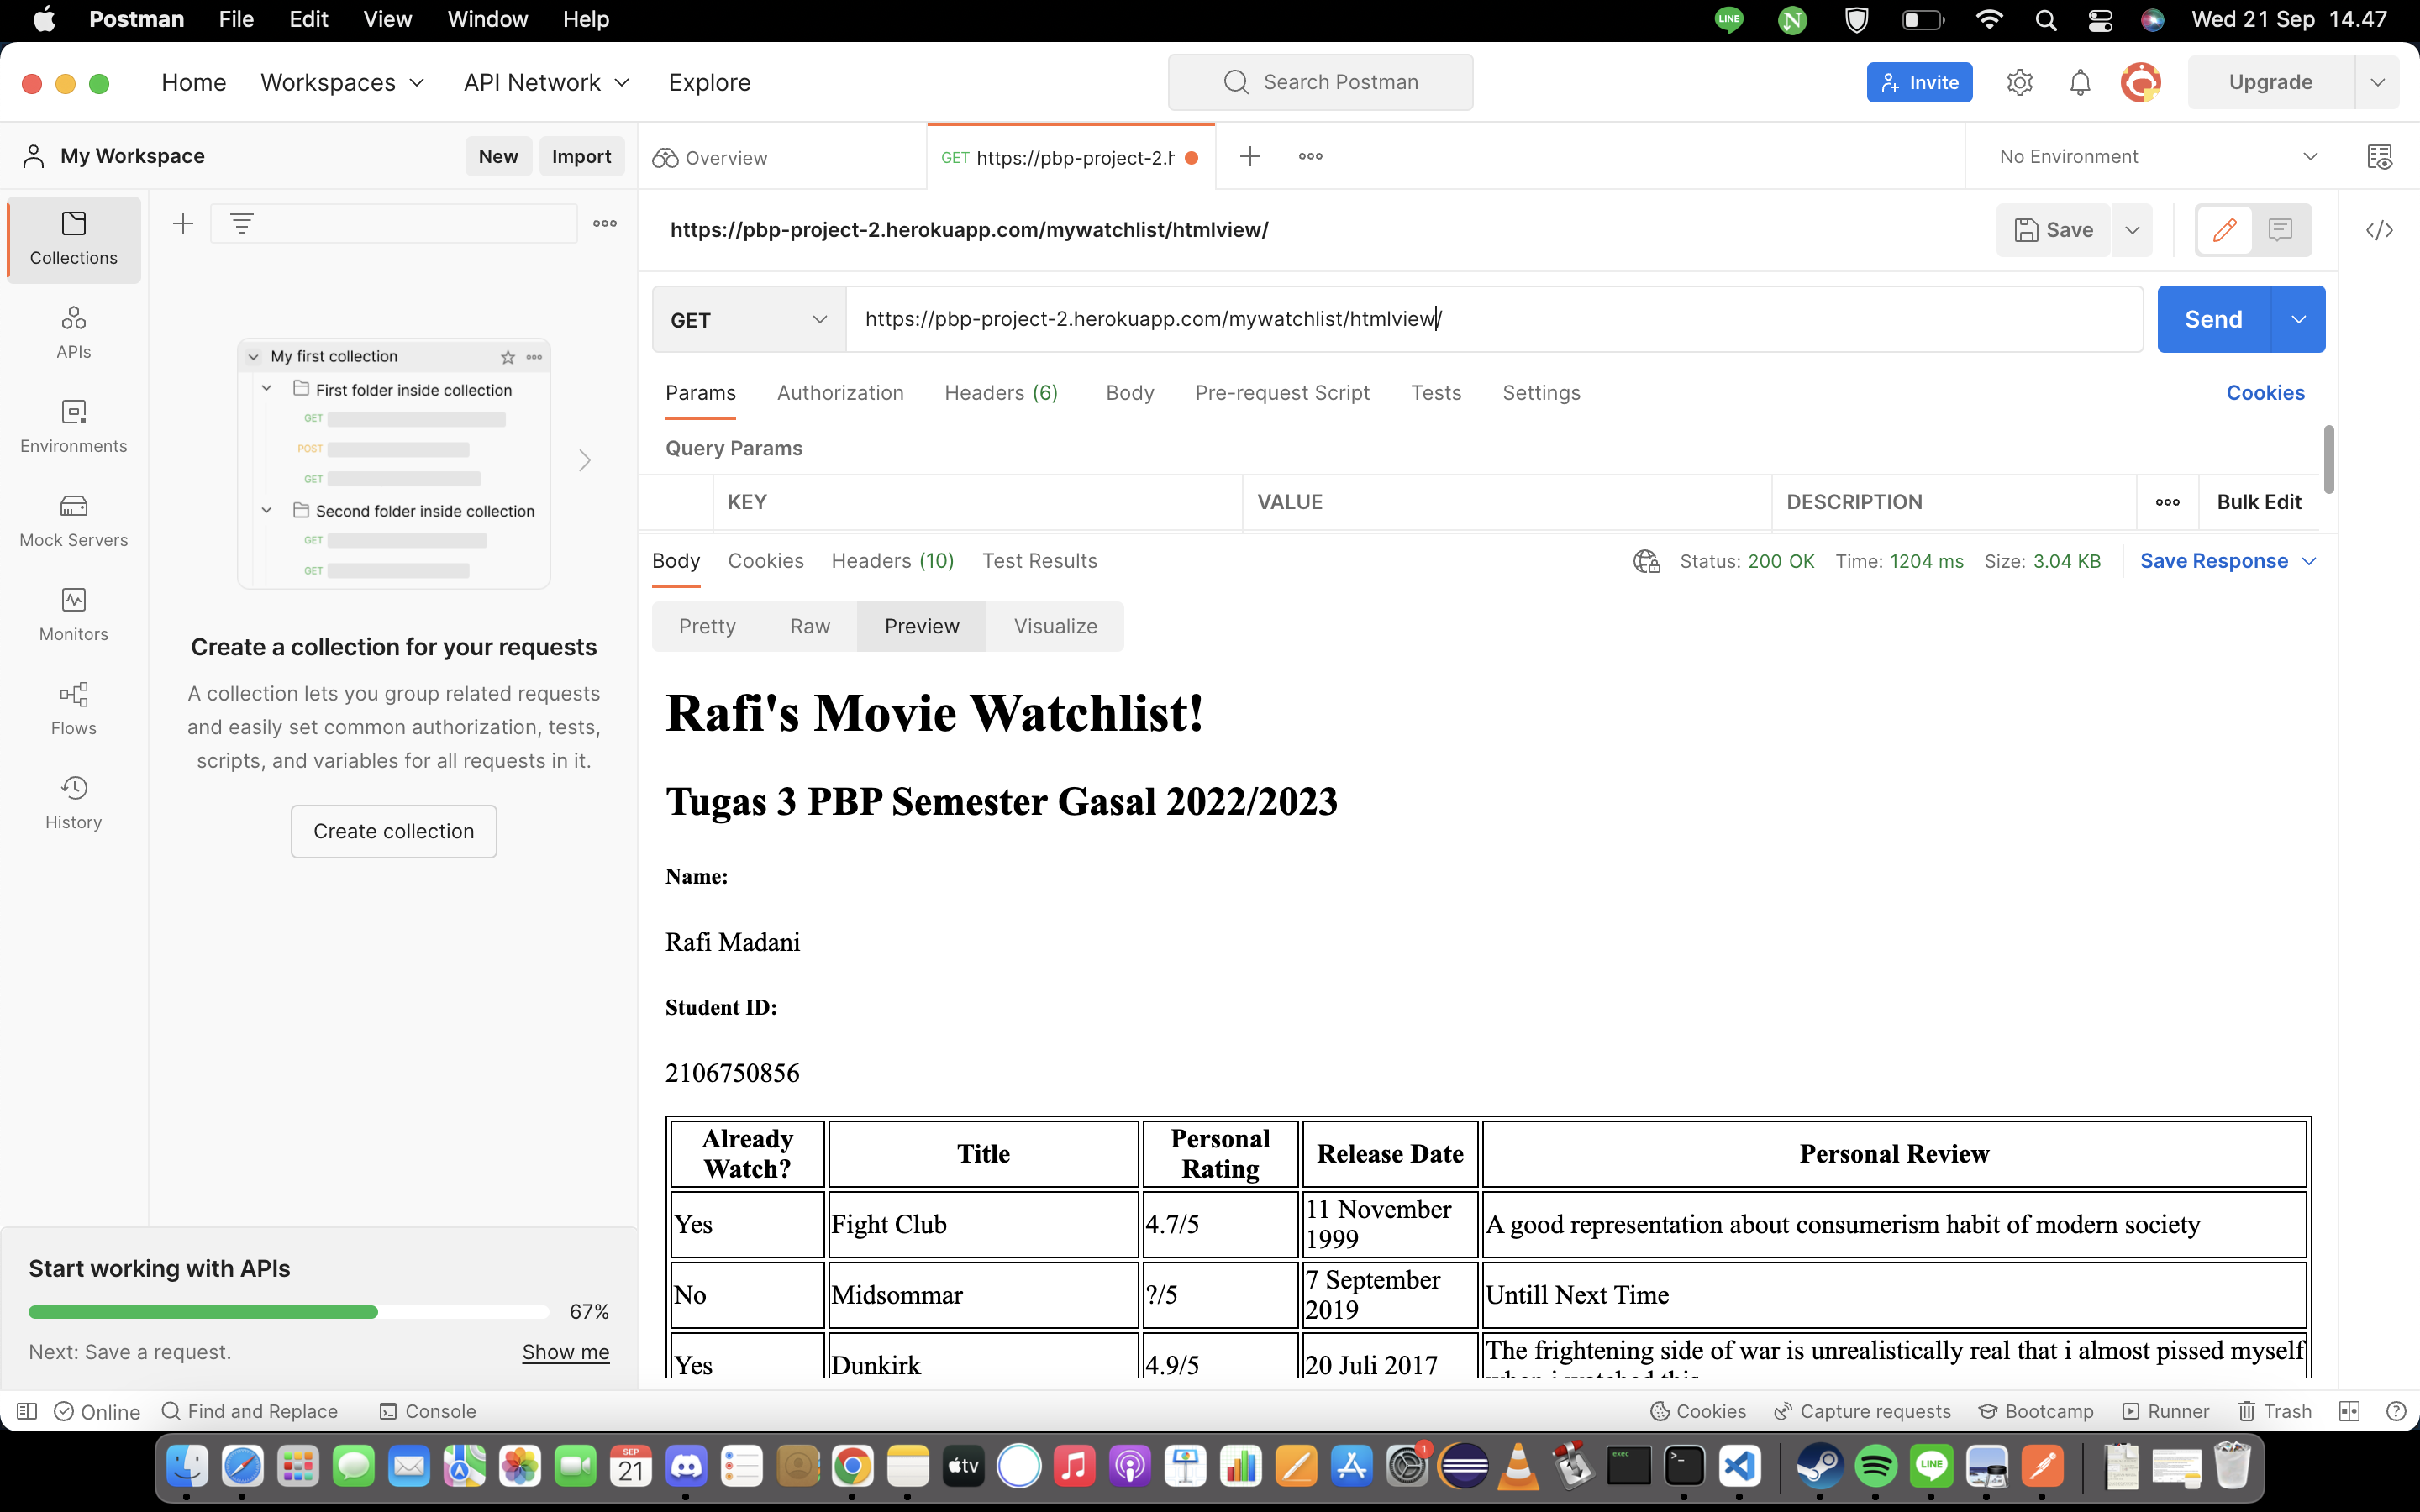 Postman File Edit View Window Help
LINE N Wed 21 Sep 14.47
Home Workspaces API Network Explore Search Postman Invite Upgrade
My Workspace New Import Overview GET https://pbp-project-2.h No Environment
https://pbp-project-2.herokuapp.com/mywatchlist/htmlview/ Save
Collections
APIs
Environments
Mock Servers
Monitors
Flows
History
My first collection
First folder inside collection
GET
POST
GET
Second folder inside collection
GET
GET
Create a collection for your requests
A collection lets you group related requests
and easily set common authorization, tests,
scripts, and variables for all requests in it.
Create collection
Start working with APIs
67%
Next: Save a request. Show me
GET https://pbp-project-2.herokuapp.com/mywatchlist/htmlview/ Send
Params Authorization Headers (6) Body Pre-request Script Tests Settings Cookies
Query Params
KEY VALUE DESCRIPTION Bulk Edit
Body Cookies Headers (10) Test Results Status: 200 OK Time: 1204 ms Size: 3.04 KB Save Response
Pretty Raw Preview Visualize
Rafi's Movie Watchlist!
Tugas 3 PBP Semester Gasal 2022/2023
Name:
Rafi Madani
Student ID:
2106750856
Already Watch? Title Personal Rating Release Date Personal Review
Yes Fight Club 4.7/5 11 November 1999 A good representation about consumerism habit of modern society
No Midsommar ?/5 7 September 2019 Untill Next Time
Yes Dunkirk 4.9/5 20 Juli 2017 The frightening side of war is unrealistically real that i almost pissed myself
Online Find and Replace Console Cookies Capture requests Bootcamp Runner Trash
SEP
21
tv
1
exec
LINE